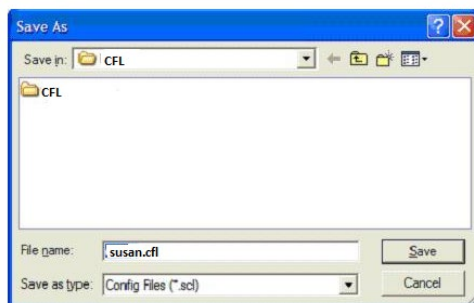 Save As
Save in: CFL
CFL
File name: susan.cfl Save
Save as type: Config Files (*.scl) Cancel